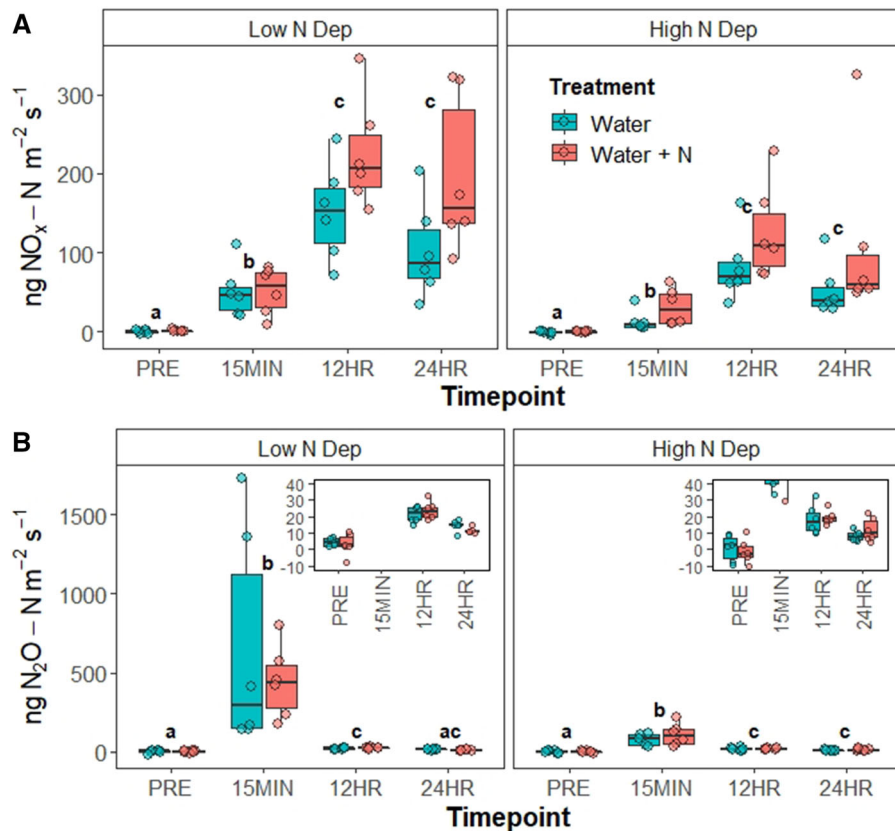 A
Low N Dep
High N Dep
ng NOx – N m⁻² s⁻¹
300
200
100
0
a
b
c
c
a
b
c
c
Treatment
Water
Water + N
PRE 15MIN 12HR 24HR
PRE 15MIN 12HR 24HR
Timepoint
B
Low N Dep
High N Dep
ng N₂O – N m⁻² s⁻¹
1500
1000
500
0
40
30
20
10
0
-10
PRE
15MIN
12HR
24HR
a
b
c
ac
40
30
20
10
0
-10
PRE
15MIN
12HR
24HR
a
b
c
c
PRE 15MIN 12HR 24HR
PRE 15MIN 12HR 24HR
Timepoint